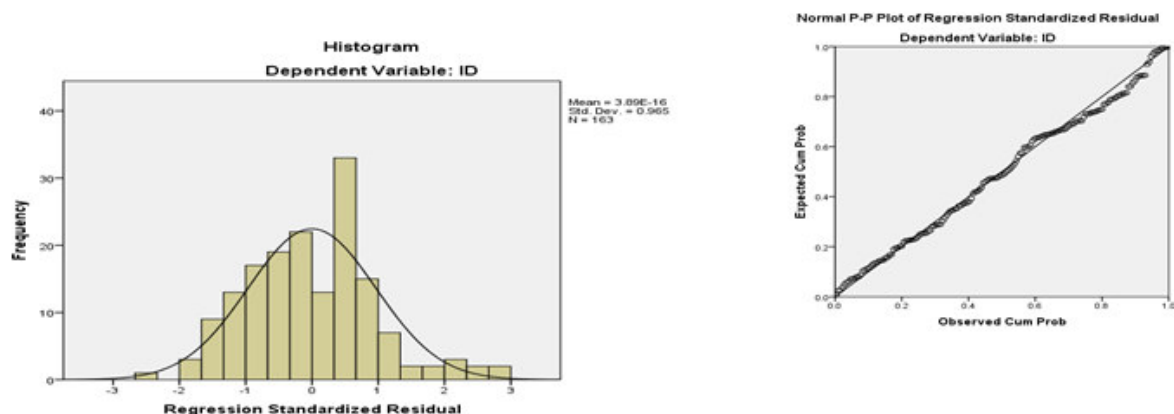 Histogram
Dependent Variable: ID
Mean = 3.89E-16
Std. Dev. = 0.965
N = 163
40
30
20
10
0
Frequency
-3 -2 -1 0 1 2 3
Regression Standardized Residual
Normal P-P Plot of Regression Standardized Residual
Dependent Variable: ID
1.0
0.8
0.6
0.4
0.2
0.0
Expected Cum Prob
0.0 0.2 0.4 0.6 0.8 1.0
Observed Cum Prob